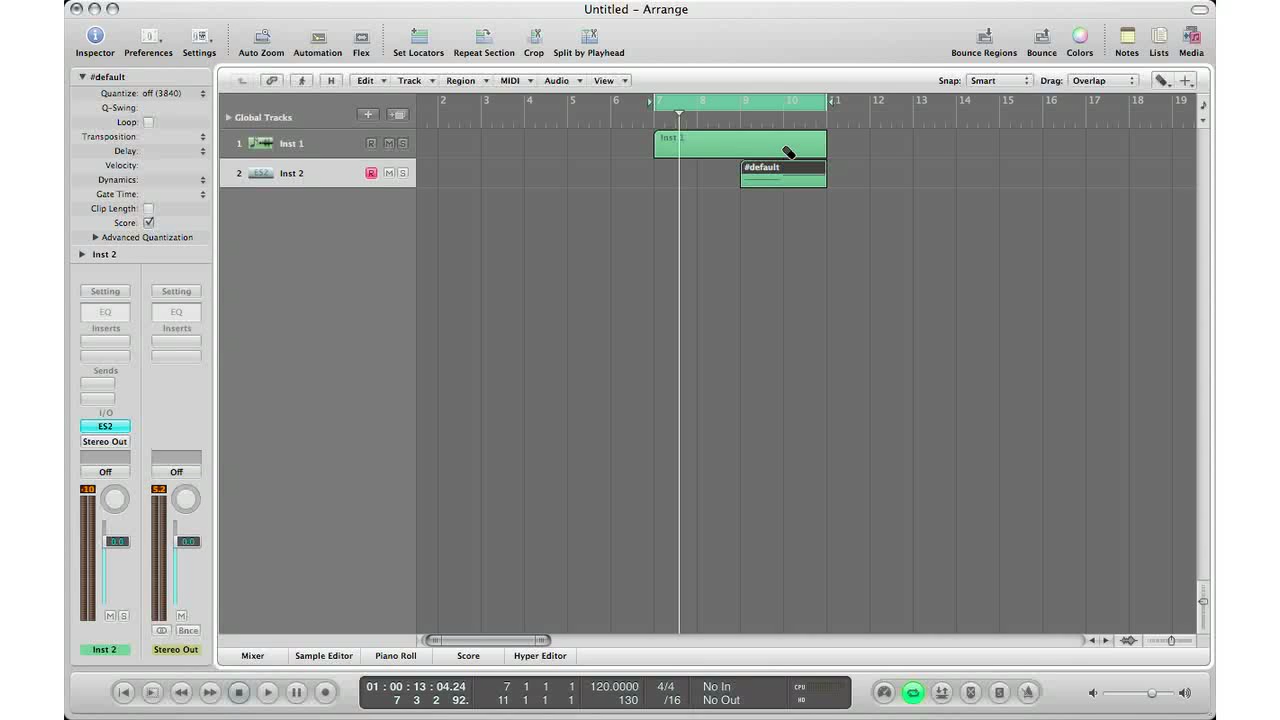 Untitled – Arrange
Inspector Preferences Settings Auto Zoom Automation Flex Set Locators Repeat Section Crop Split by Playhead Bounce Regions Bounce Colors Notes Lists Media
#default
Edit Track Region MIDI Audio View Snap: Smart Drag: Overlap
H
Quantize: off (3840)
Q-Swing:
Loop:
Transposition:
Delay:
Velocity:
Dynamics:
Gate Time:
Clip Length:
Score:
Advanced Quantization
Inst 2
2 3 4 5 6 7 8 9 10 11 12 13 14 15 16 17 18 19
Global Tracks
1 Inst 1 R M S
Inst 1
2 ES2 Inst 2 R M S
#default
Setting Setting
EQ EQ
Inserts Inserts
Sends
I/O
ES2
Stereo Out
Off Off
-10 5.2
0.0 0.0
M S M
Bnce
Inst 2 Stereo Out
Mixer Sample Editor Piano Roll Score Hyper Editor
01 : 00 : 13 : 04.24 7 1 1 1 120.0000 4/4 No In CPU
7 3 2 92. 11 1 1 1 130 /16 No Out HD